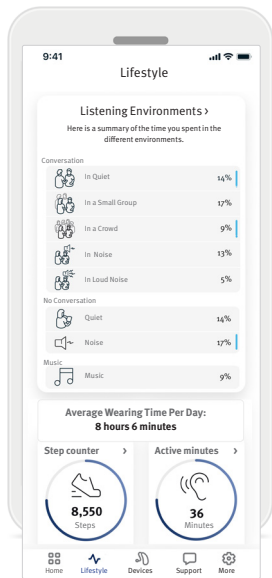 9:41
Lifestyle
Listening Environments ›
Here is a summary of the time you spent in the
different environments.
Conversation
In Quiet 14%
In a Small Group 17%
In a Crowd 9%
In Noise 13%
In Loud Noise 5%
No Conversation
Quiet 14%
Noise 17%
Music
Music 9%
Average Wearing Time Per Day:
8 hours 6 minutes
Step counter › Active minutes ›
8,550 36
Steps Minutes
Home Lifestyle Devices Support More